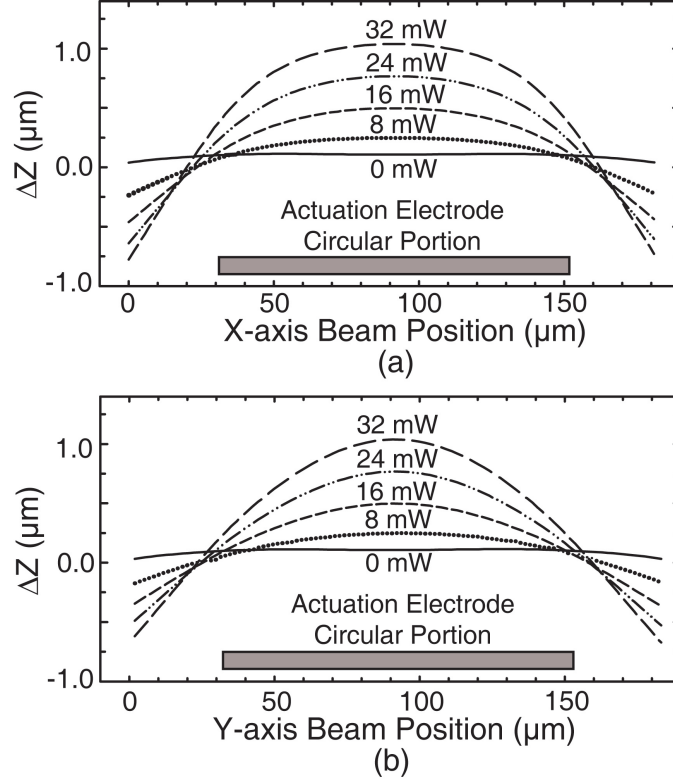 32 mW
1.0
24 mW
16 mW
8 mW
0.0
0 mW
ΔZ (µm)
Actuation Electrode
Circular Portion
-1.0
0 50 100 150
X-axis Beam Position (µm)
(a)
32 mW
1.0
24 mW
16 mW
8 mW
0.0
0 mW
ΔZ (µm)
Actuation Electrode
Circular Portion
-1.0
0 50 100 150
Y-axis Beam Position (µm)
(b)